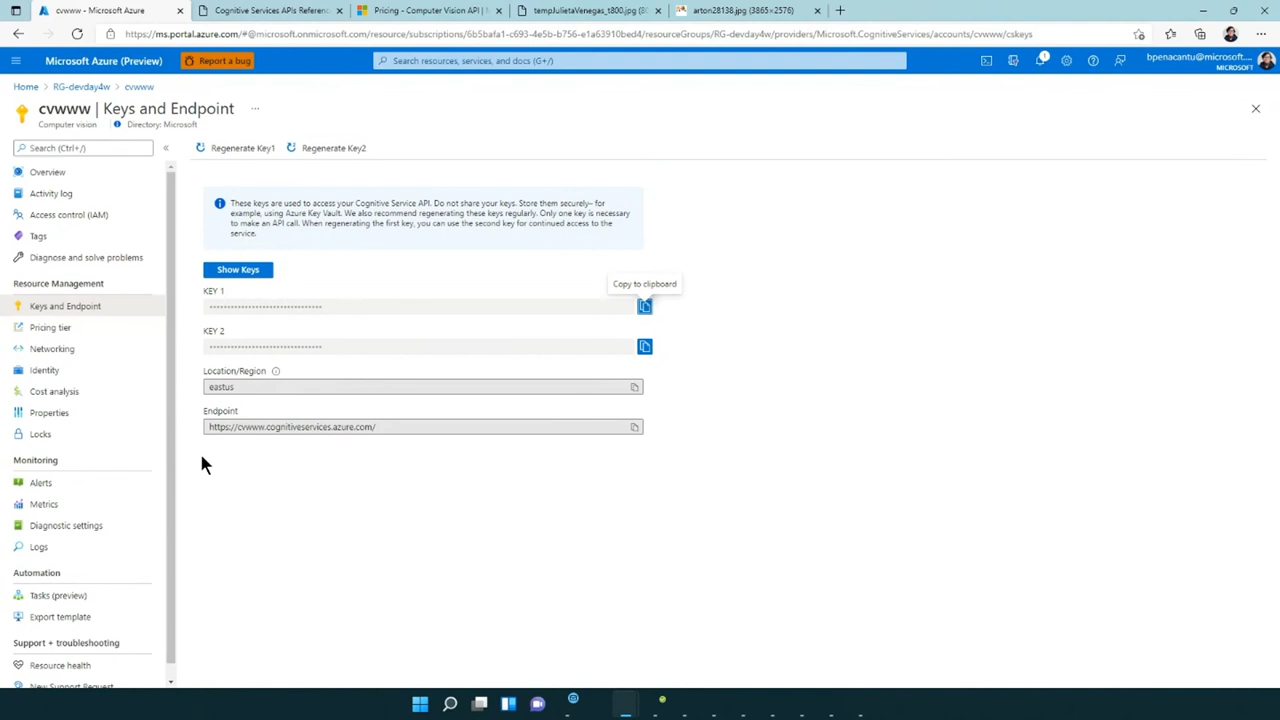 cvwww - Microsoft Azure
Cognitive Services APIs Referenc
Pricing - Computer Vision API | M
tempJulietaVenegas_t800.jpg (80
arton28138.jpg (3865×2576)
https://ms.portal.azure.com/#@microsoft.onmicrosoft.com/resource/subscriptions/6b5bafa1-c693-4e5b-b756-e1a63910bed4/resourceGroups/RG-devday4w/providers/Microsoft.CognitiveServices/accounts/cvwww/cskeys
Microsoft Azure (Preview)
Report a bug
Search resources, services, and docs (G+/)
1
bpenacantu@microsoft....
MICROSOFT
Home > RG-devday4w > cvwww
cvwww | Keys and Endpoint ...
Computer vision
Directory: Microsoft
Search (Ctrl+/)
«
Regenerate Key1
Regenerate Key2
Overview
Activity log
Access control (IAM)
Tags
Diagnose and solve problems
Resource Management
Keys and Endpoint
Pricing tier
Networking
Identity
Cost analysis
Properties
Locks
Monitoring
Alerts
Metrics
Diagnostic settings
Logs
Automation
Tasks (preview)
Export template
Support + troubleshooting
Resource health
New Support Request
These keys are used to access your Cognitive Service API. Do not share your keys. Store them securely– for
example, using Azure Key Vault. We also recommend regenerating these keys regularly. Only one key is necessary
to make an API call. When regenerating the first key, you can use the second key for continued access to the
service.
Show Keys
Copy to clipboard
KEY 1
KEY 2
Location/Region
eastus
Endpoint
https://cvwww.cognitiveservices.azure.com/